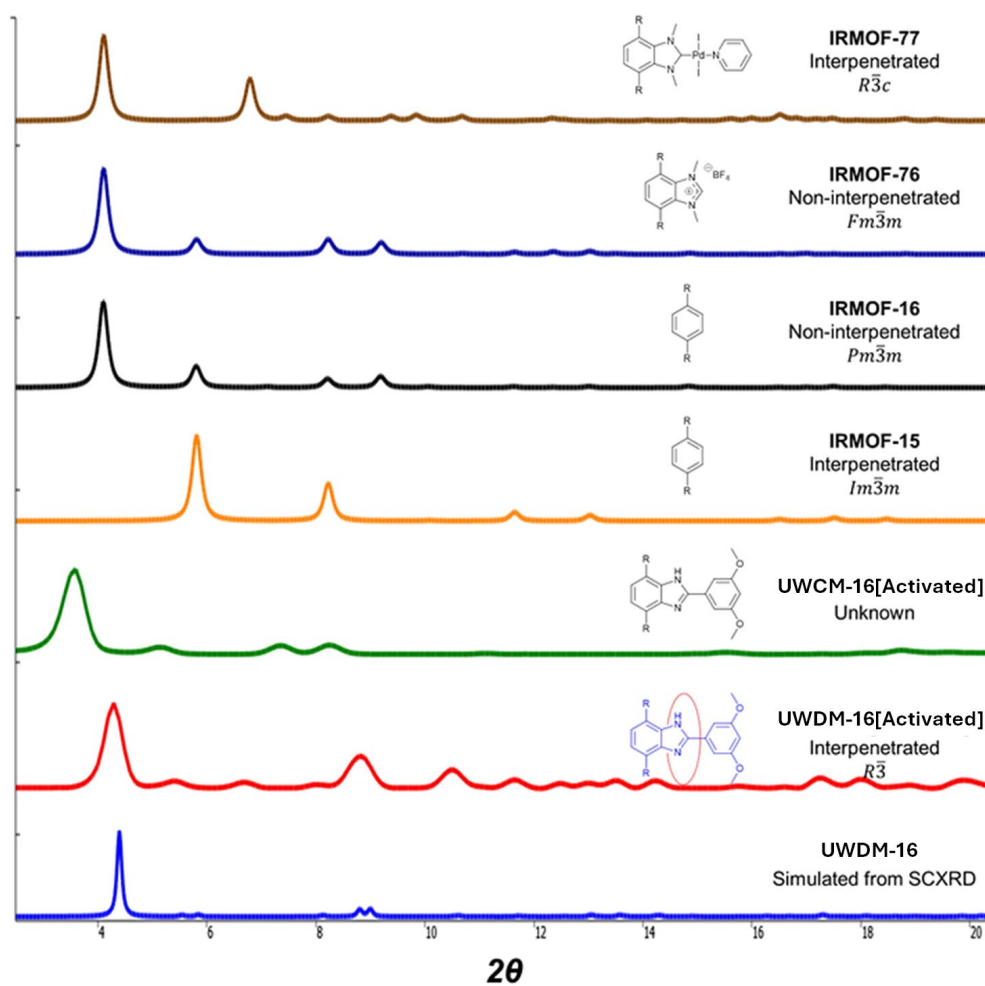 R
N
N
I
Pd
N
I
R
IRMOF-77
Interpenetrated
R3̅c
R
N
⊖BF4
⊕
N
R
IRMOF-76
Non-interpenetrated
Fm3̅m
R
R
IRMOF-16
Non-interpenetrated
Pm3̅m
R
R
IRMOF-15
Interpenetrated
Im3̅m
R
H
N
N
R
O
O
UWCM-16[Activated]
Unknown
R
H
N
N
R
O
O
UWDM-16[Activated]
Interpenetrated
R3̅
UWDM-16
Simulated from SCXRD
4 6 8 10 12 14 16 18 20
2θ